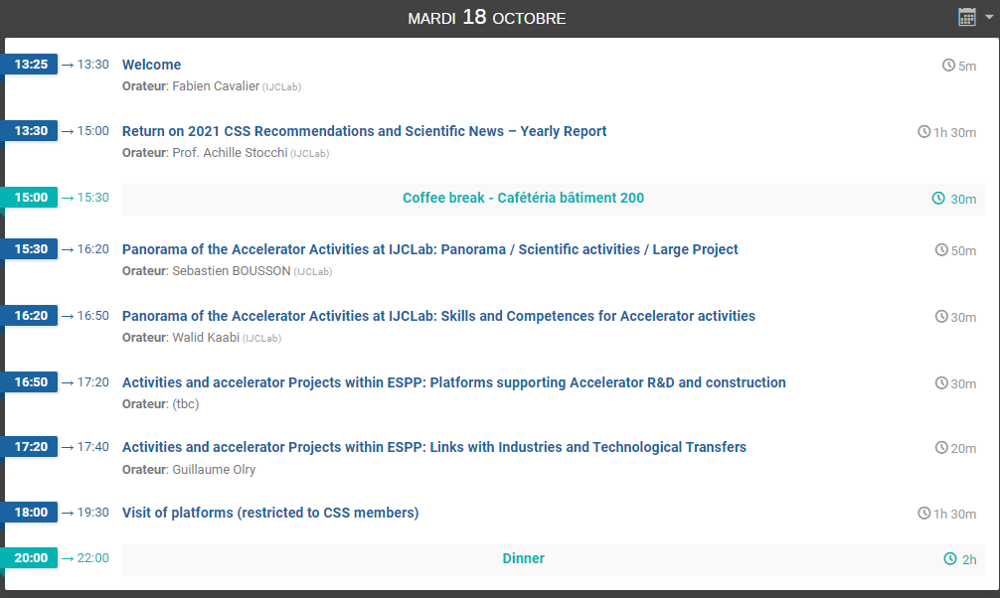 MARDI 18 OCTOBRE
13:25 → 13:30 Welcome 5m
Orateur: Fabien Cavalier (IJCLab)
13:30 → 15:00 Return on 2021 CSS Recommendations and Scientific News – Yearly Report 1h 30m
Orateur: Prof. Achille Stocchi (IJCLab)
15:00 → 15:30 Coffee break - Cafétéria bâtiment 200 30m
15:30 → 16:20 Panorama of the Accelerator Activities at IJCLab: Panorama / Scientific activities / Large Project 50m
Orateur: Sebastien BOUSSON (IJCLab)
16:20 → 16:50 Panorama of the Accelerator Activities at IJCLab: Skills and Competences for Accelerator activities 30m
Orateur: Walid Kaabi (IJCLab)
16:50 → 17:20 Activities and accelerator Projects within ESPP: Platforms supporting Accelerator R&D and construction 30m
Orateur: (tbc)
17:20 → 17:40 Activities and accelerator Projects within ESPP: Links with Industries and Technological Transfers 20m
Orateur: Guillaume Olry
18:00 → 19:30 Visit of platforms (restricted to CSS members) 1h 30m
20:00 → 22:00 Dinner 2h